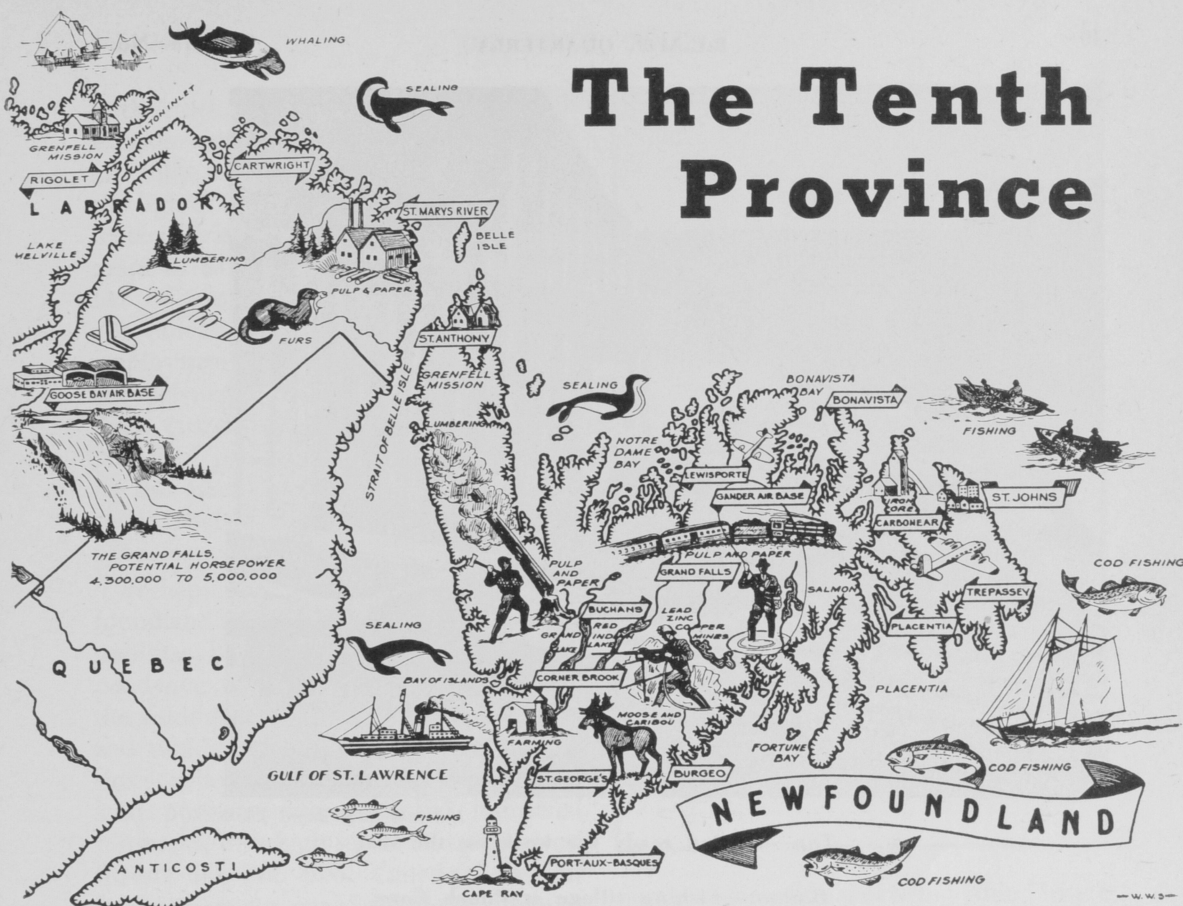 The Tenth
Province
WHALING
SEALING
GRENFELL
MISSION
HAMILTON INLET
RIGOLET
CARTWRIGHT
LABRADOR
ST. MARYS RIVER
BELLE
ISLE
LAKE
MELVILLE
LUMBERING
PULP & PAPER
FURS
ST. ANTHONY
GRENFELL
MISSION
GOOSE BAY AIR BASE
STRAIT OF BELLE ISLE
LUMBERING
SEALING
BONAVISTA
BAY
BONAVISTA
FISHING
NOTRE
DAME
BAY
LEWISPORTE
GANDER AIR BASE
IRON
ORE
ST. JOHNS
CARBONEAR
THE GRAND FALLS,
POTENTIAL HORSEPOWER
4,300,000 TO 5,000,000
PULP AND PAPER
PULP
AND
PAPER
GRAND FALLS
SALMON
COD FISHING
TREPASSEY
BUCHANS
LEAD
ZINC
COPPER
MINES
PLACENTIA
GRAND
LAKE
RED
INDIAN
LAKE
SEALING
QUEBEC
BAY OF ISLANDS
CORNER BROOK
PLACENTIA
MOOSE AND
CARIBOU
FARMING
FORTUNE
BAY
COD FISHING
GULF OF ST. LAWRENCE
ST. GEORGE'S
BURGEO
NEWFOUNDLAND
FISHING
ANTICOSTI
PORT-AUX-BASQUES
CAPE RAY
COD FISHING
W.W.S